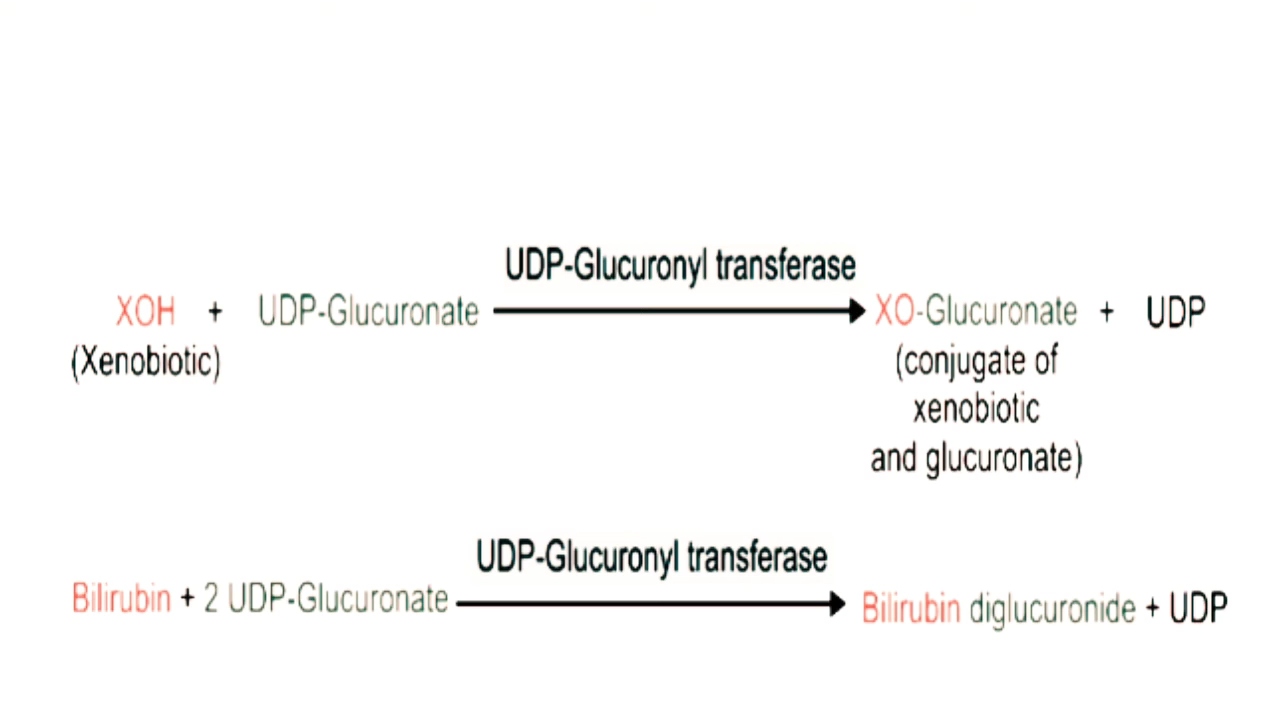 UDP-Glucuronyl transferase
XOH + UDP-Glucuronate XO-Glucuronate + UDP
(Xenobiotic) (conjugate of
xenobiotic
and glucuronate)
UDP-Glucuronyl transferase
Bilirubin + 2 UDP-Glucuronate Bilirubin diglucuronide + UDP